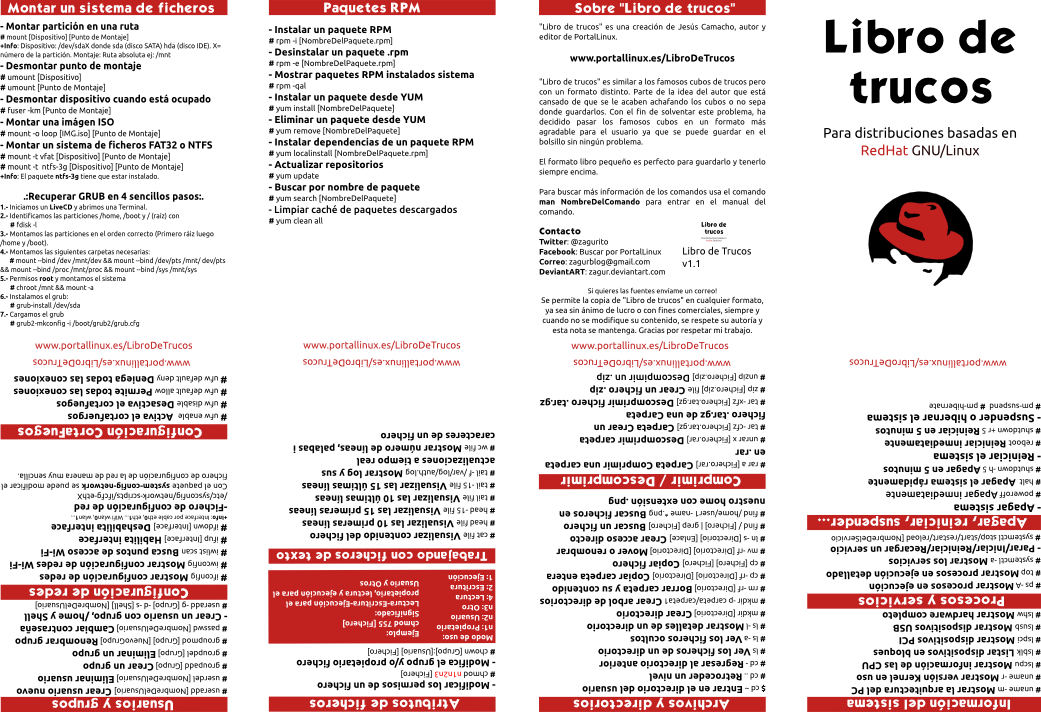 Montar un sistema de ficheros
- Montar partición en una ruta
# mount [Dispositivo] [Punto de Montaje]
+Info: Dispositivo: /dev/sdaX donde sda (disco SATA) hda (disco IDE). X=
número de la partición. Montaje: Ruta absoluta ej: /mnt
- Desmontar punto de montaje
# umount [Dispositivo]
# umount [Punto de Montaje]
- Desmontar dispositivo cuando está ocupado
# fuser -km [Punto de Montaje]
- Montar una imágen ISO
# mount -o loop [IMG.iso] [Punto de Montaje]
- Montar un sistema de ficheros FAT32 o NTFS
# mount -t vfat [Dispositivo] [Punto de Montaje]
# mount -t ntfs-3g [Dispositivo] [Punto de Montaje]
+Info: El paquete ntfs-3g tiene que estar instalado.
.:Recuperar GRUB en 4 sencillos pasos:.
1.- Iniciamos un LiveCD y abrimos una Terminal.
2.- Identificamos las particiones /home, /boot y / (raíz) con
# fdisk -l
3.- Montamos las particiones en el orden correcto (Primero ráiz luego
/home y /boot).
4.- Montamos las siguientes carpetas necesarias:
# mount --bind /dev /mnt/dev && mount --bind /dev/pts /mnt/ dev/pts
&& mount --bind /proc /mnt/proc && mount --bind /sys /mnt/sys
5.- Permisos root y montamos el sistema
# chroot /mnt && mount -a
6.- Instalamos el grub:
# grub-install /dev/sda
7.- Cargamos el grub
# grub2-mkconfig -i /boot/grub2/grub.cfg
www.portallinux.es/LibroDeTrucos
Paquetes RPM
- Instalar un paquete RPM
# rpm -i [NombreDelPaquete]
- Desinstalar un paquete .rpm
# rpm -e [NombreDelPaquete]
- Mostrar paquetes RPM instalados sistema
# rpm -qal
- Instalar un paquete desde YUM
# yum install [NombreDelPaquete]
- Eliminar un paquete desde YUM
# yum remove [NombreDelPaquete]
- Instalar dependencias de un paquete RPM
# yum localinstall [NombreDelPaquete.rpm]
- Actualizar repositorios
# yum update
- Buscar por nombre de paquete
# yum search [NombreDelPaquete]
- Limpiar caché de paquetes descargados
# yum clean all
www.portallinux.es/LibroDeTrucos
Sobre "Libro de trucos"
"Libro de trucos" es una creación de Jesús Camacho, autor y
editor de PortalLinux.
www.portallinux.es/LibroDeTrucos
"Libro de trucos" es similar a los famosos cubos de trucos pero
con un formato distinto. Parte de la idea del autor que está
cansado de que se le acaben achafando los cubos o no sepa
donde guardarlos. Con el fin de solventar este problema, ha
decidido pasar los famosos cubos en un formato más
agradable para el usuario ya que se puede guardar en el
bolsillo sin ningún problema.
El formato libro pequeño es perfecto para guardarlo y tenerlo
siempre encima.
Para buscar más información de los comandos usa el comando
man NombreDelComando para entrar en el manual del
comando.
Contacto
Twitter: @zagurito
Facebook: Buscar por PortalLinux
Correo: zagurblog@gmail.com
DeviantART: zagur.deviantart.com
Libro de
trucos
Libro de Trucos
v1.1
Si quieres las fuentes envíame un correo!
Se permite la copia de "Libro de trucos" en cualquier formato,
ya sea sin ánimo de lucro o con fines comerciales, siempre y
cuando no se modifique su contenido, se respete su autoría y
esta nota se mantenga. Gracias por respetar mi trabajo.
www.portallinux.es/LibroDeTrucos
Libro de
trucos
Para distribuciones basadas en
RedHat GNU/Linux
Información del sistema
# uname -m Mostrar la arquitectura del PC
# uname -r Mostrar versión Kernel en uso
# lscpu Mostrar información de las CPU
# lsblk Listar dispositivos en bloques
# lspci Mostrar dispositivos PCI
# lsusb Mostrar dispositivos USB
# lshw Mostrar hardware completo
Procesos y servicios
# ps -A Mostrar procesos en ejecución
# top Mostrar procesos en ejecución detallado
# systemctl -a Mostrar los servicios
- Parar/Iniciar/Reiniciar/Recargar un servicio
# systemctl stop/start/restart/reload [NombreDelServicio
Apagar, reiniciar, suspender...
- Apagar sistema
# poweroff Apagar inmediatamente
# halt Apagar el sistema rápidamente
# shutdown -h 5 Apagar en 5 minutos
- Reiniciar el sistema
# reboot Reiniciar inmediatamente
# shutdown -r 5 Reiniciar en 5 minutos
- Suspender o hibernar el sistema
# pm-suspend # pm-hibernate
www.portallinux.es/LibroDeTrucos
Archivos y directorios
$ cd ~ Entrar en el directorio del usuario
# cd .. Retroceder un nivel
# cd - Regresar al directorio anterior
# ls Ver los ficheros de un directorio
# ls -a Ver los ficheros ocultos
# ls -l Mostrar detalles de un directorio
# mkdir [Directorio] Crear directorio
# mkdir -p carpeta/carpeta1 Crear árbol de directorios
# rm -rf [Directorio] Borrar carpeta y su contenido
# cp -rf [Directorio] [Directorio] Copiar carpeta entera
# cp [Fichero] [Fichero] Copiar fichero
# mv -rf [Directorio] [Directorio] Mover o renombrar
# ln -s [Directorio] [Enlace] Crear acceso directo
# find / [Fichero] | grep [Fichero] Buscar un fichero
# find /home/user1 -name *.png Buscar ficheros en
nuestro home con extensión .png
Comprimir / Descomprimir
# rar a [Fichero.rar] Carpeta Comprimir una carpeta
en .rar
# unrar x [Fichero.rar] Descomprimir carpeta
# tar -cfz [Fichero.tar.gz] Carpeta Crear un
fichero tar.gz de una carpeta
# tar -xfz [Fichero.tar.gz] Descomprimir fichero .tar.gz
# zip [Fichero.zip] file Crear un fichero .zip
# unzip [Fichero.zip] Descomprimir un .zip
www.portallinux.es/LibroDeTrucos
Atributos de ficheros
- Modificar los permisos de un fichero
# chmod n1n2n3 [Fichero]
- Modifica el grupo y/o propietario fichero
# chown [Grupo]:[Usuario] [Fichero]
Modo de uso:
n1: Propietario
n2: Usuario
n3: Otro
4: Lectura
2: Escritura
1: Ejecución
Ejemplo:
chmod 755 [Fichero]
Significado:
Lectura-Escritura-Ejecución para el
propietario, lectura y ejecución para el
Usuario y Otros
Trabajando con ficheros de texto
# cat file Visualizar contenido del fichero
# head file Visualizar las 10 primeras lineas
# head -15 file Visualizar las 15 primeras lineas
# tail file Visualizar las 10 últimas lineas
# tail -15 file Visualizar las 15 últimas lineas
# tail -f /var/log/auth.log Mostrar log y sus
actualizaciones a tiempo real
# wc file Mostrar número de líneas, palabas i
caracteres de un fichero
www.portallinux.es/LibroDeTrucos
Usuarios y grupos
# useradd [NombreDelUsuario] Crear usuario nuevo
# userdel [NombreDelUsuario] Eliminar usuario
# groupadd [Grupo] Crear un grupo
# groupdel [Grupo] Eliminar un grupo
# groupmod [Grupo] [NuevoGrupo] Renombrar grupo
# passwd [NombreDelUsuario] Cambia contraseña
- Crear un usuario con grupo, home y Shell
# useradd -g [Grupo] -d -s [Shell] [NombreDelUsuario]
Configuración de redes
# ifconfig Mostrar configuración de redes
# iwconfig Mostrar configuración de redes Wi-Fi
# iwlist scan Busca puntos de acceso Wi-Fi
# ifup [Interface] Habilita interface
# ifdown [Interface] Deshabilita interface
+Info: Interface por cable eth0, eth1... Wifi wlan0, wlan1...
-Fichero de configuración de red
/etc/sysconfig/network-scripts/ifcfg-ethX
Con el paquete system-config-network se puede modificar el
fichero de configuración de la red de manera muy sencilla.
Configuración CortaFuegos
# ufw enable Activa el cortafuegos
# ufw disable Desactiva el cortafuegos
# ufw default allow Permite todas las conexiones
# ufw default deny Deniega todas las conexiones
www.portallinux.es/LibroDeTrucos